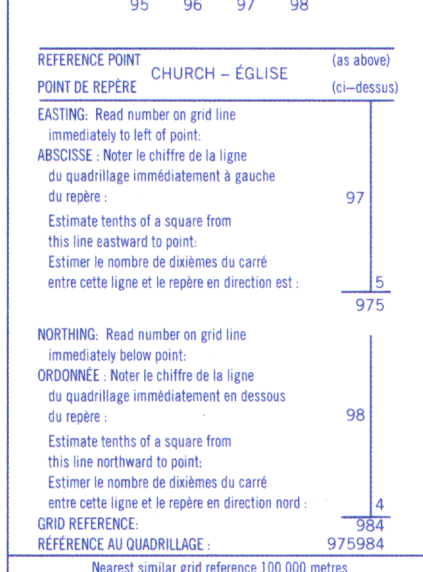 95 96 97 98
REFERENCE POINT (as above)
CHURCH – ÉGLISE
POINT DE REPÈRE (ci–dessus)
EASTING: Read number on grid line
immediately to left of point:
ABSCISSE : Noter le chiffre de la ligne
du quadrillage immédiatement à gauche
du repère : 97
Estimate tenths of a square from
this line eastward to point:
Estimer le nombre de dixièmes du carré
entre cette ligne et le repère en direction est : 5
975
NORTHING: Read number on grid line
immediately below point:
ORDONNÉE : Noter le chiffre de la ligne
du quadrillage immédiatement en dessous
du repère : 98
Estimate tenths of a square from
this line northward to point:
Estimer le nombre de dixièmes du carré
entre cette ligne et le repère en direction nord : 4
GRID REFERENCE: 984
RÉFÉRENCE AU QUADRILLAGE : 975984
Nearest similar grid reference 100 000 metres